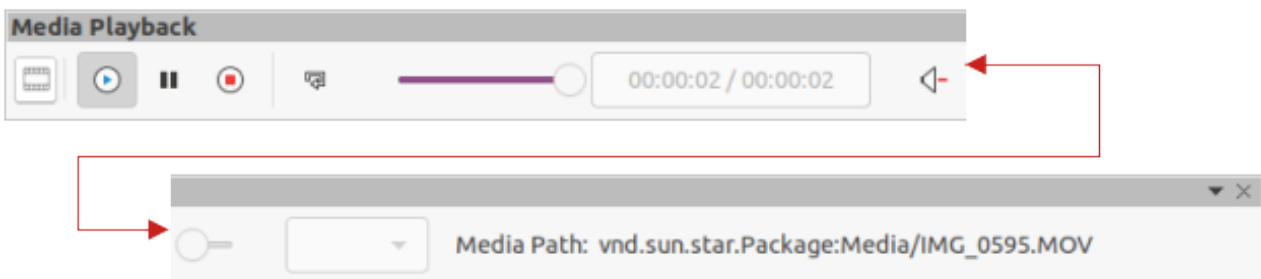 Media Playback
00:00:02 / 00:00:02
Media Path: vnd.sun.star.Package:Media/IMG_0595.MOV